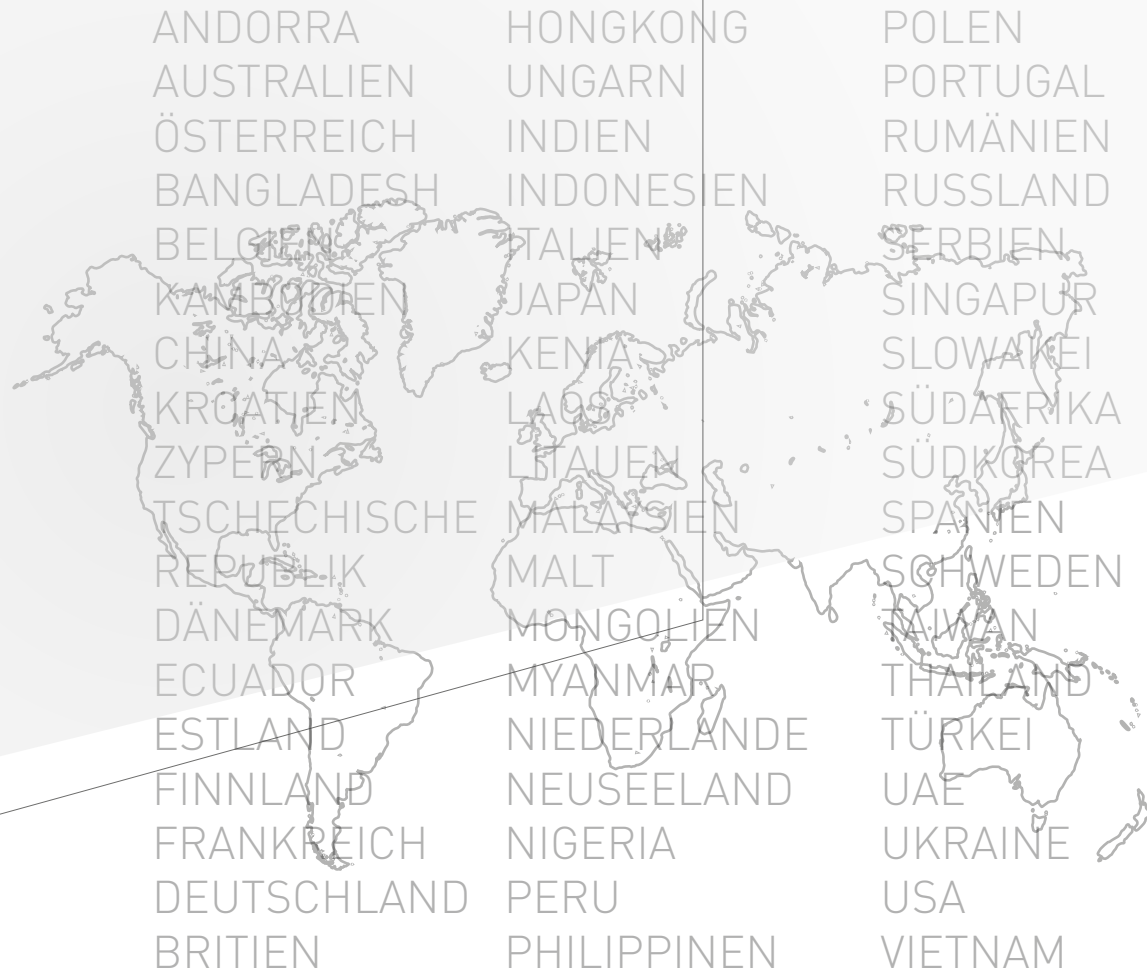 ANDORRA
AUSTRALIEN
ÖSTERREICH
BANGLADESH
BELGIEN
KAMBODIEN
CHINA
KROATIEN
ZYPERN
TSCHECHISCHE
REPUBLIK
DÄNEMARK
ECUADOR
ESTLAND
FINNLAND
FRANKREICH
DEUTSCHLAND
BRITIEN
HONGKONG
UNGARN
INDIEN
INDONESIEN
ITALIEN
JAPAN
KENIA
LAOS
LITAUEN
MALAYSIEN
MALT
MONGOLIEN
MYANMAR
NIEDERLANDE
NEUSEELAND
NIGERIA
PERU
PHILIPPINEN
POLEN
PORTUGAL
RUMÄNIEN
RUSSLAND
SERBIEN
SINGAPUR
SLOWAKEI
SÜDAFRIKA
SÜDKOREA
SPANIEN
SCHWEDEN
TAIWAN
THAILAND
TÜRKEI
UAE
UKRAINE
USA
VIETNAM